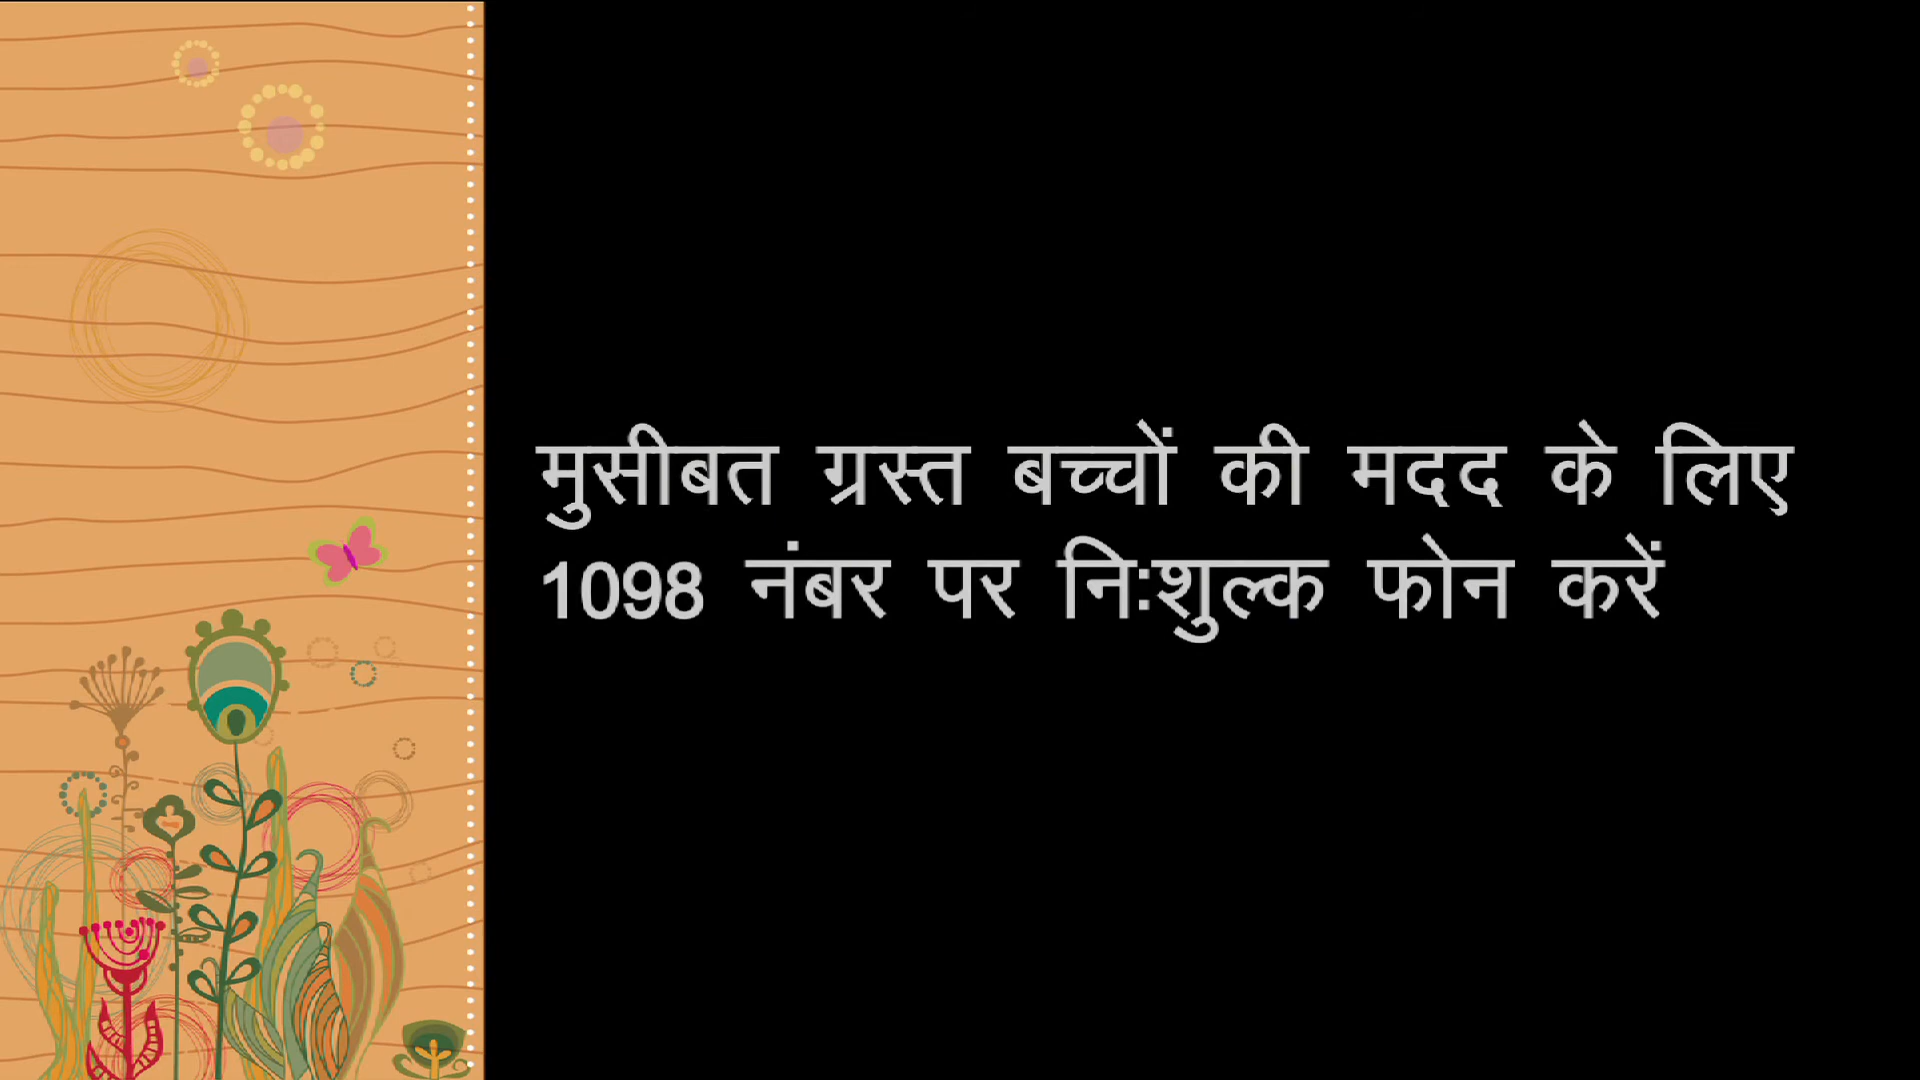 मुसीबत ग्रस्त बच्चों की मदद के लिए
1098 नंबर पर निःशुल्क फोन करें